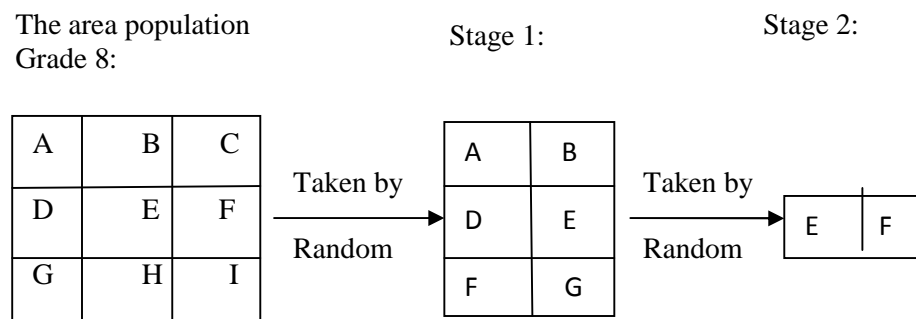 The area population
Grade 8:
Stage 1:
Stage 2:
A B C
D E F
G H I
Taken by
Random
A B
D E
F G
Taken by
Random
E F